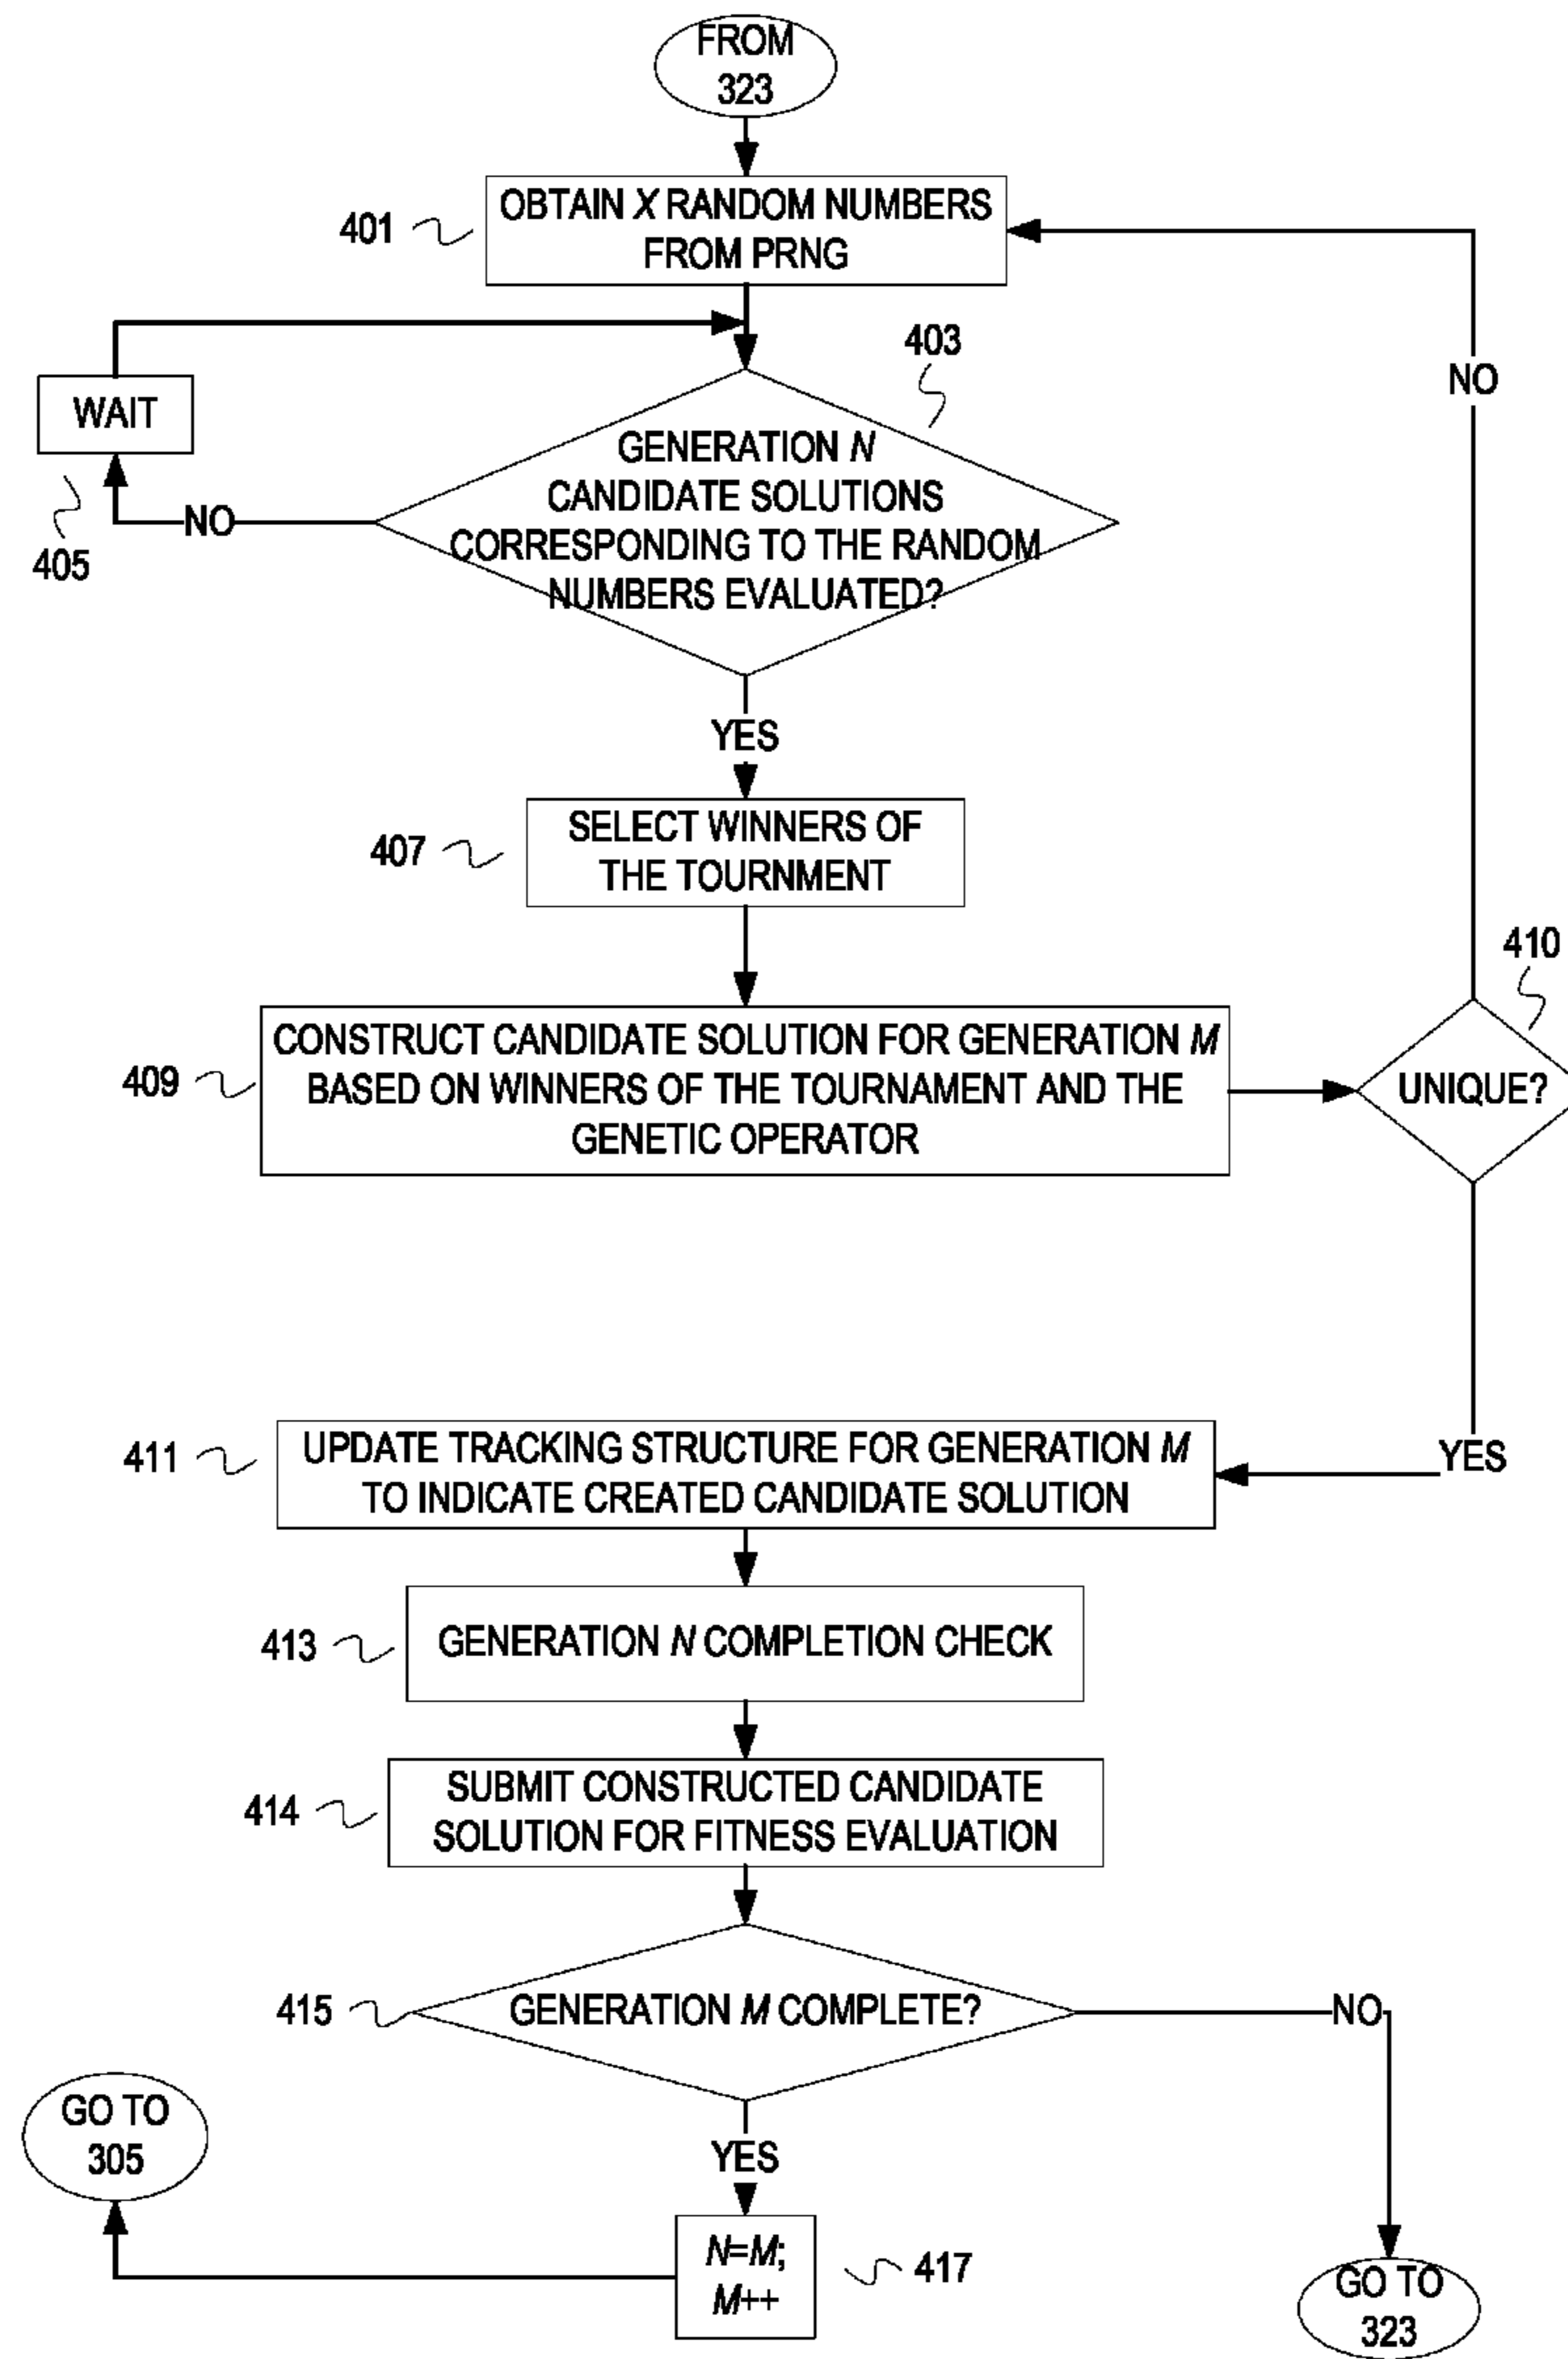 FROM
323
401
OBTAIN X RANDOM NUMBERS
FROM PRNG
403
NO
WAIT
405
NO
GENERATION N
CANDIDATE SOLUTIONS
CORRESPONDING TO THE RANDOM
NUMBERS EVALUATED?
YES
407
SELECT WINNERS OF
THE TOURNMENT
409
CONSTRUCT CANDIDATE SOLUTION FOR GENERATION M
BASED ON WINNERS OF THE TOURNAMENT AND THE
GENETIC OPERATOR
410
UNIQUE?
YES
411
UPDATE TRACKING STRUCTURE FOR GENERATION M
TO INDICATE CREATED CANDIDATE SOLUTION
413
GENERATION N COMPLETION CHECK
414
SUBMIT CONSTRUCTED CANDIDATE
SOLUTION FOR FITNESS EVALUATION
415
GENERATION M COMPLETE?
NO
YES
GO TO
305
N=M;
M++
417
GO TO
323